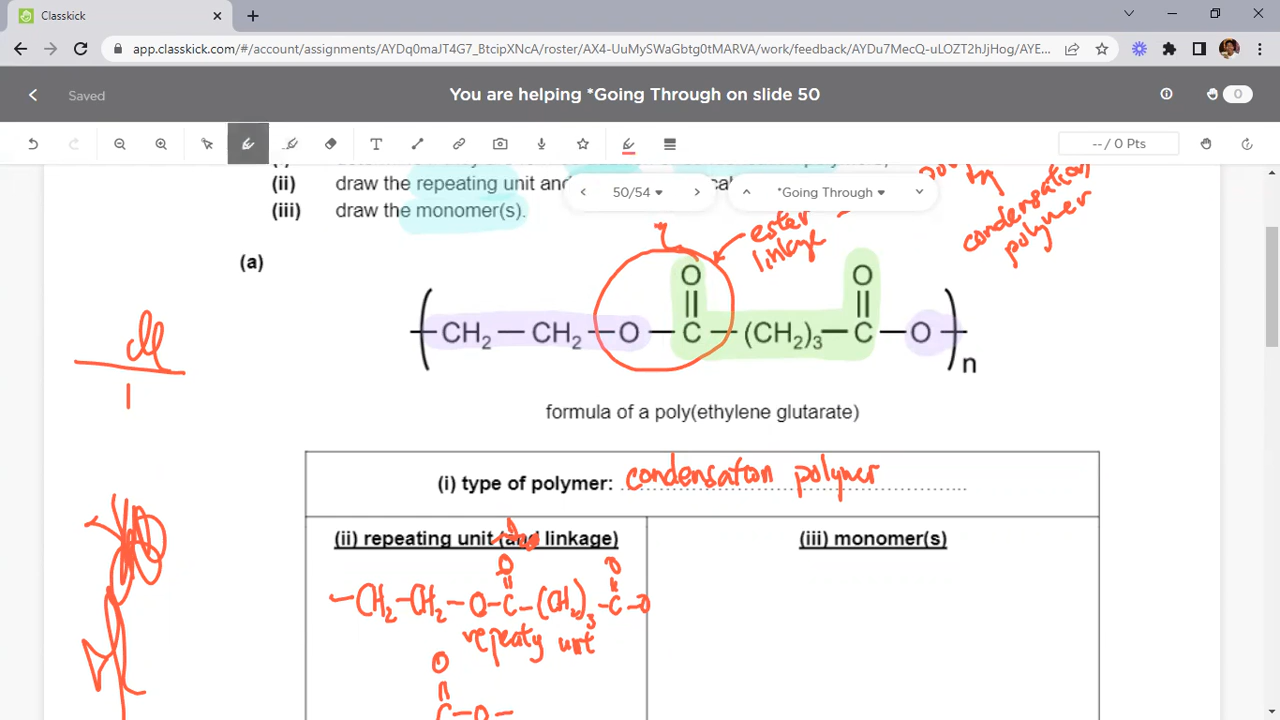 Classkick
app.classkick.com/#/account/assignments/AYDq0maJT4G7_BtcipXNcA/roster/AX4-UuMySWaGbtg0tMARVA/work/feedback/AYDu7MecQ-uLOZT2hJjHog/AYE...
Saved
You are helping *Going Through on slide 50
0
T
-- / 0 Pts
(ii) draw the repeating unit and
50/54
*Going Through
(iii) draw the monomer(s).
condensation
polymer
ester
linkage
(a)
O O
CH2 — CH2 — O — C — (CH2)3 — C — O
n
formula of a poly(ethylene glutarate)
(i) type of polymer: condensation polymer
(ii) repeating unit (and linkage)
(iii) monomer(s)
O O
— CH2 — CH2 — O — C — (CH2)3 — C — O
repeaty unt
O
C — O —